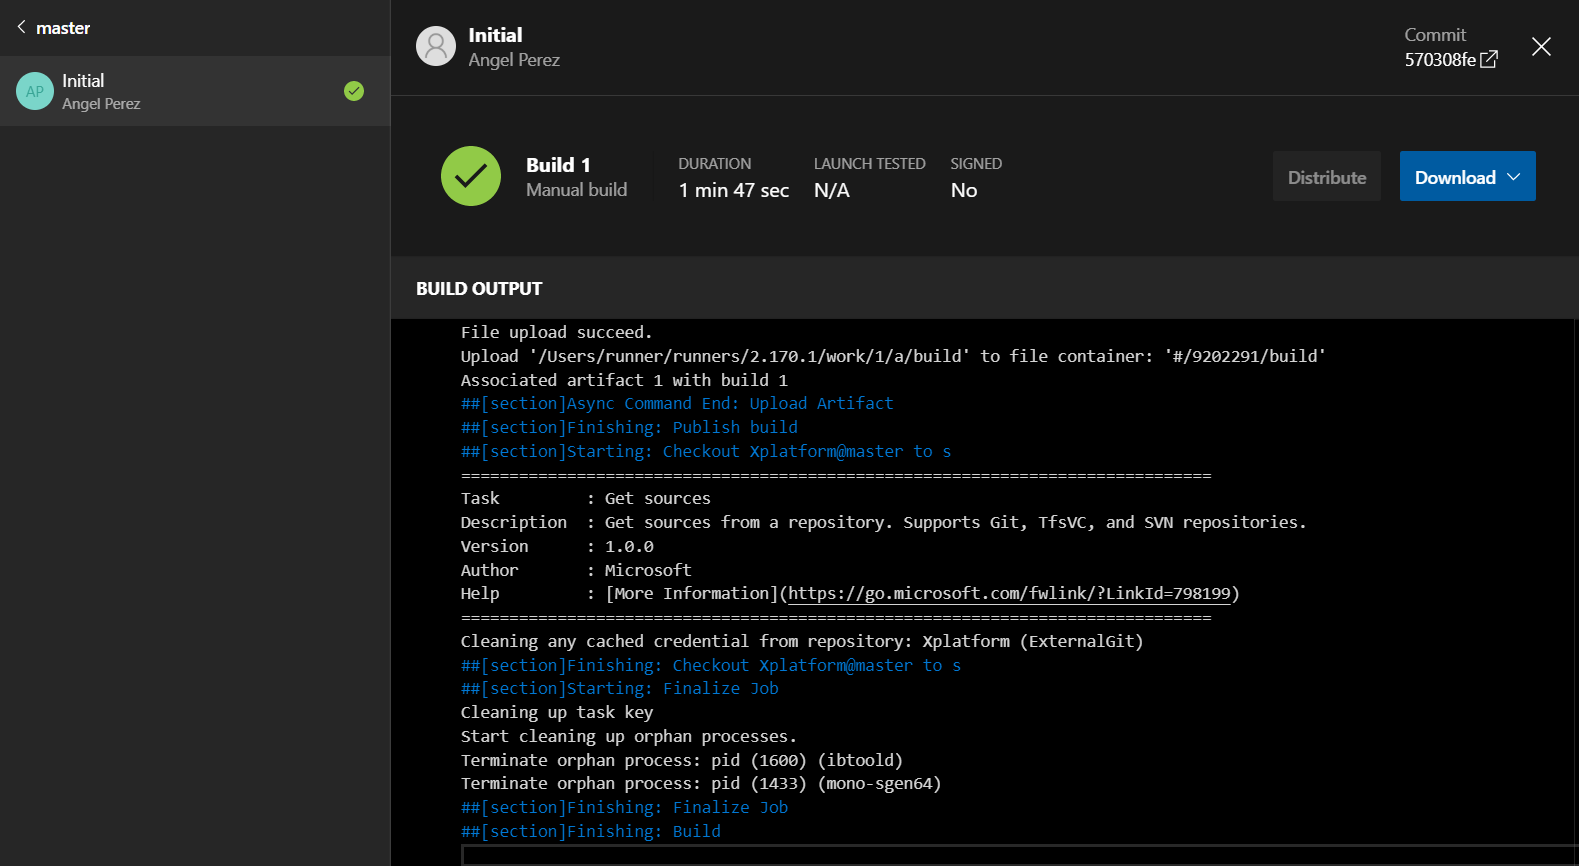 master
AP
Initial
Angel Perez
Initial
Angel Perez
Commit
570308fe
Build 1
Manual build
DURATION
1 min 47 sec
LAUNCH TESTED
N/A
SIGNED
No
Distribute
Download
BUILD OUTPUT
File upload succeed.
Upload '/Users/runner/runners/2.170.1/work/1/a/build' to file container: '#/9202291/build'
Associated artifact 1 with build 1
##[section]Async Command End: Upload Artifact
##[section]Finishing: Publish build
##[section]Starting: Checkout Xplatform@master to s
==============================================================================
Task         : Get sources
Description  : Get sources from a repository. Supports Git, TfsVC, and SVN repositories.
Version      : 1.0.0
Author       : Microsoft
Help         : [More Information](https://go.microsoft.com/fwlink/?LinkId=798199)
==============================================================================
Cleaning any cached credential from repository: Xplatform (ExternalGit)
##[section]Finishing: Checkout Xplatform@master to s
##[section]Starting: Finalize Job
Cleaning up task key
Start cleaning up orphan processes.
Terminate orphan process: pid (1600) (ibtoold)
Terminate orphan process: pid (1433) (mono-sgen64)
##[section]Finishing: Finalize Job
##[section]Finishing: Build